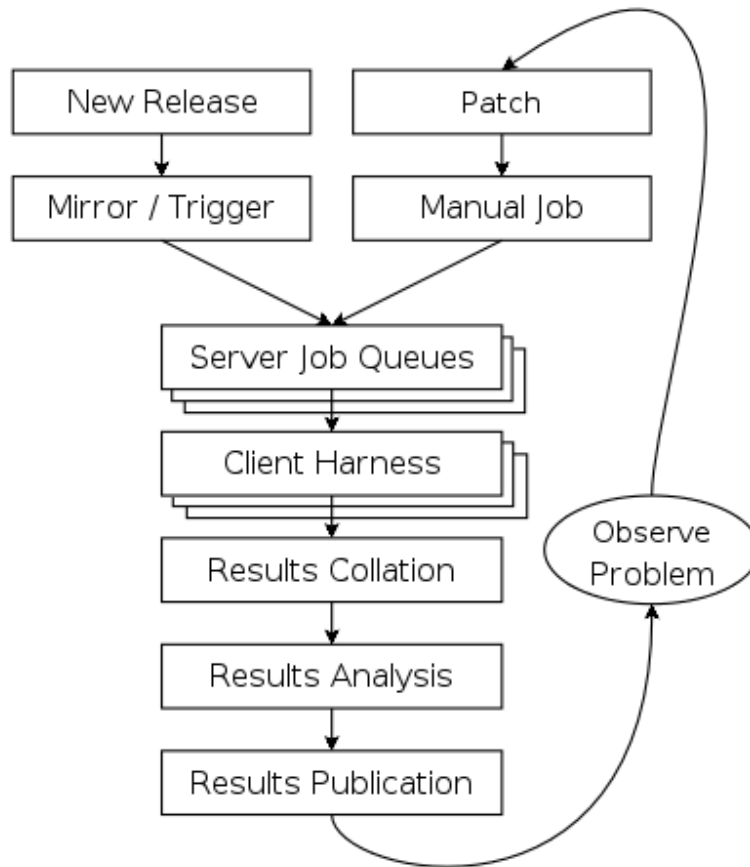 New Release
Patch
Mirror / Trigger
Manual Job
Server Job Queues
Client Harness
Results Collation
Observe
Problem
Results Analysis
Results Publication